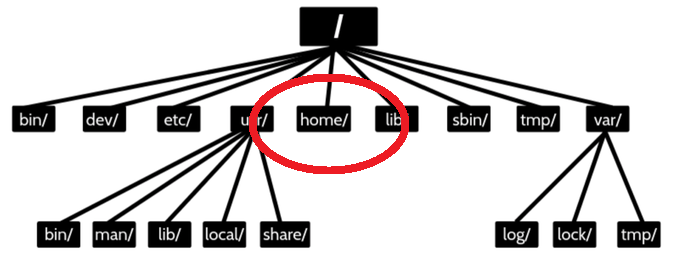 /
bin/ dev/ etc/ usr/ home/ lib/ sbin/ tmp/ var/
bin/ man/ lib/ local/ share/ log/ lock/ tmp/